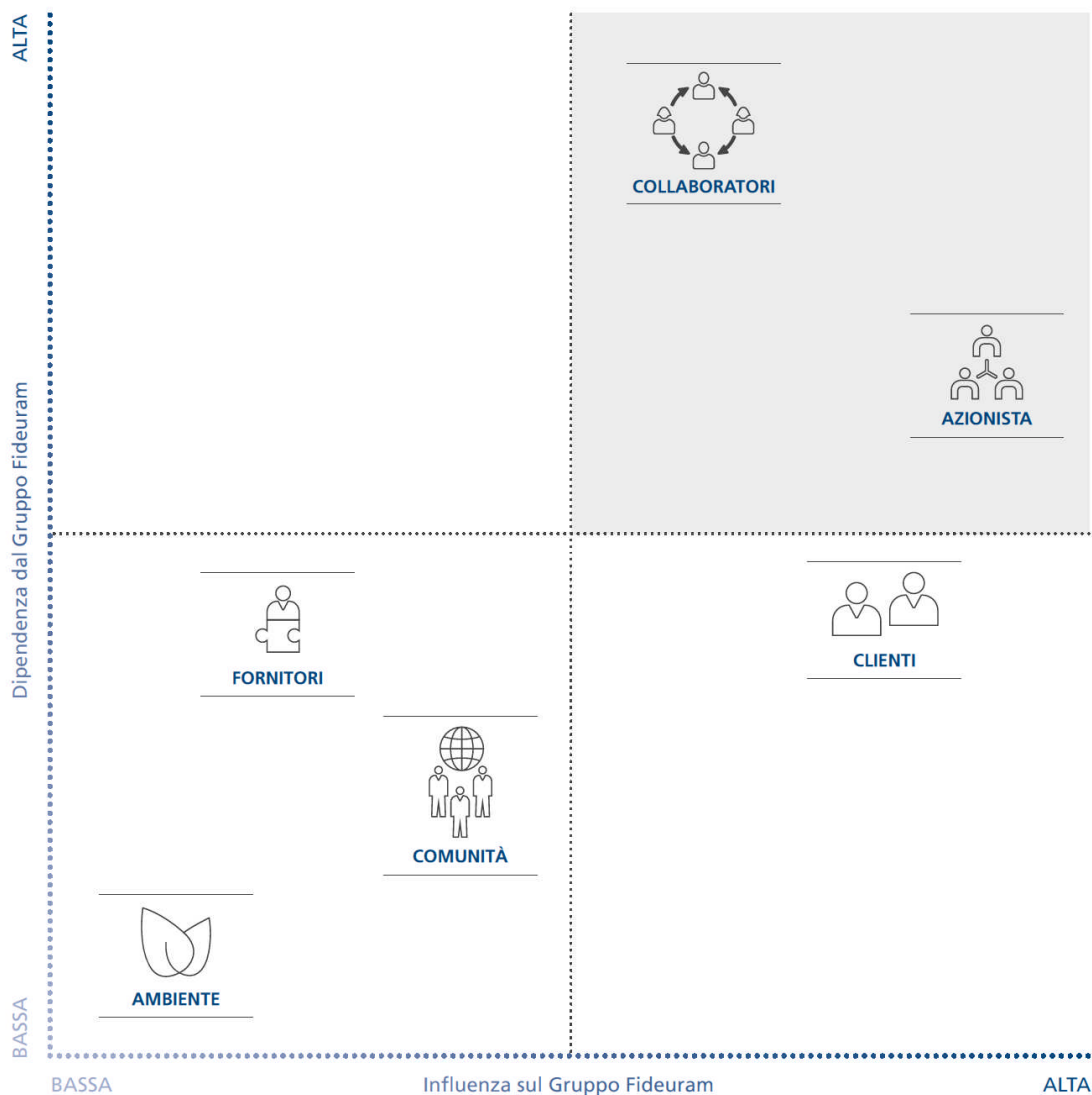 ALTA
COLLABORATORI
AZIONISTA
Dipendenza dal Gruppo Fideuram
FORNITORI
CLIENTI
COMUNITÀ
AMBIENTE
BASSA
BASSA
Influenza sul Gruppo Fideuram
ALTA